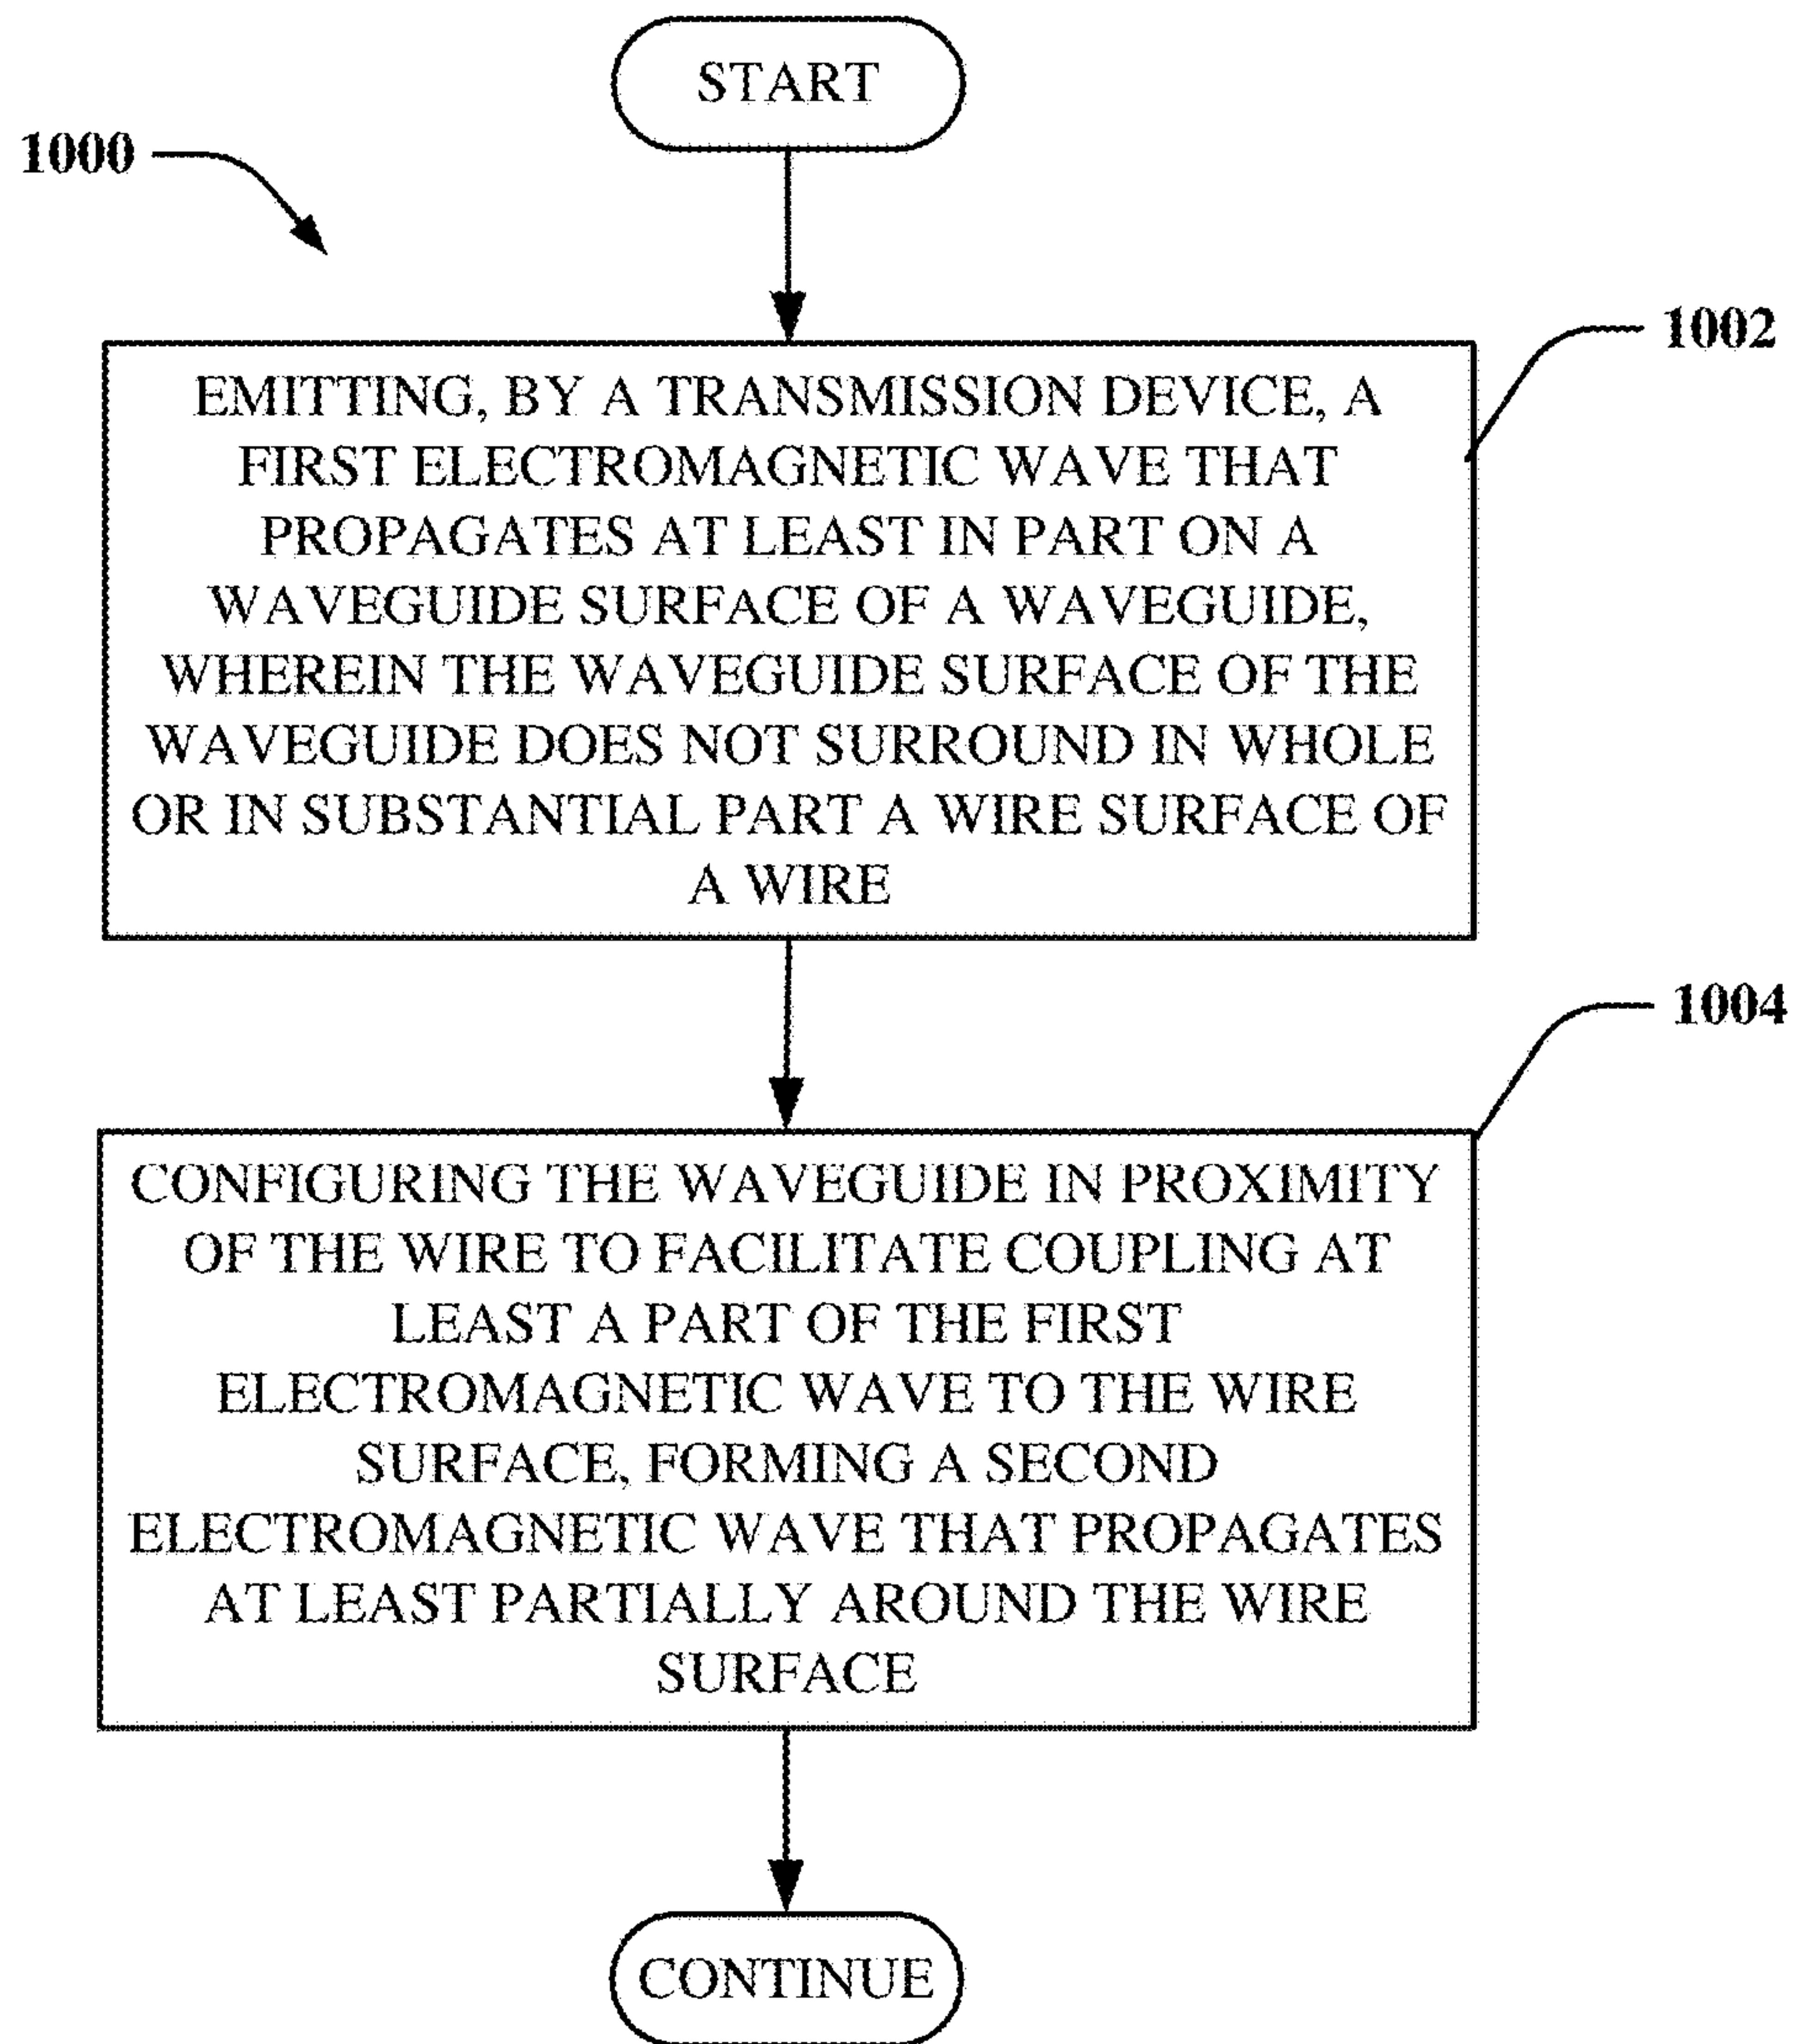 START
1000
1002
EMITTING, BY A TRANSMISSION DEVICE, A
FIRST ELECTROMAGNETIC WAVE THAT
PROPAGATES AT LEAST IN PART ON A
WAVEGUIDE SURFACE OF A WAVEGUIDE,
WHEREIN THE WAVEGUIDE SURFACE OF THE
WAVEGUIDE DOES NOT SURROUND IN WHOLE
OR IN SUBSTANTIAL PART A WIRE SURFACE OF
A WIRE
1004
CONFIGURING THE WAVEGUIDE IN PROXIMITY
OF THE WIRE TO FACILITATE COUPLING AT
LEAST A PART OF THE FIRST
ELECTROMAGNETIC WAVE TO THE WIRE
SURFACE, FORMING A SECOND
ELECTROMAGNETIC WAVE THAT PROPAGATES
AT LEAST PARTIALLY AROUND THE WIRE
SURFACE
CONTINUE